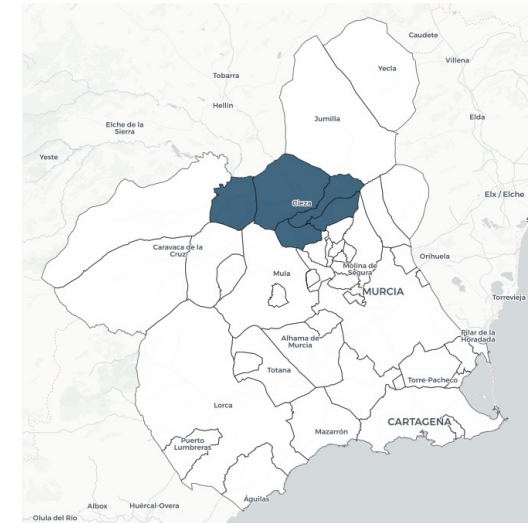 Caudete
Villena
Yecla
Tobarra
Hellín
Elda
Jumilla
Elche de la
Sierra
Yeste
Elx / Elche
Cieza
Caravaca de la
Cruz
Orihuela
Molina de
Segura
Mula
MURCIA
Torrevieja
Pilar de la
Horadada
Alhama de
Murcia
Totana
Torre-Pacheco
Lorca
CARTAGENA
Mazarrón
Puerto
Lumbreras
Águilas
Albox
Huércal-Overa
Olula del Río